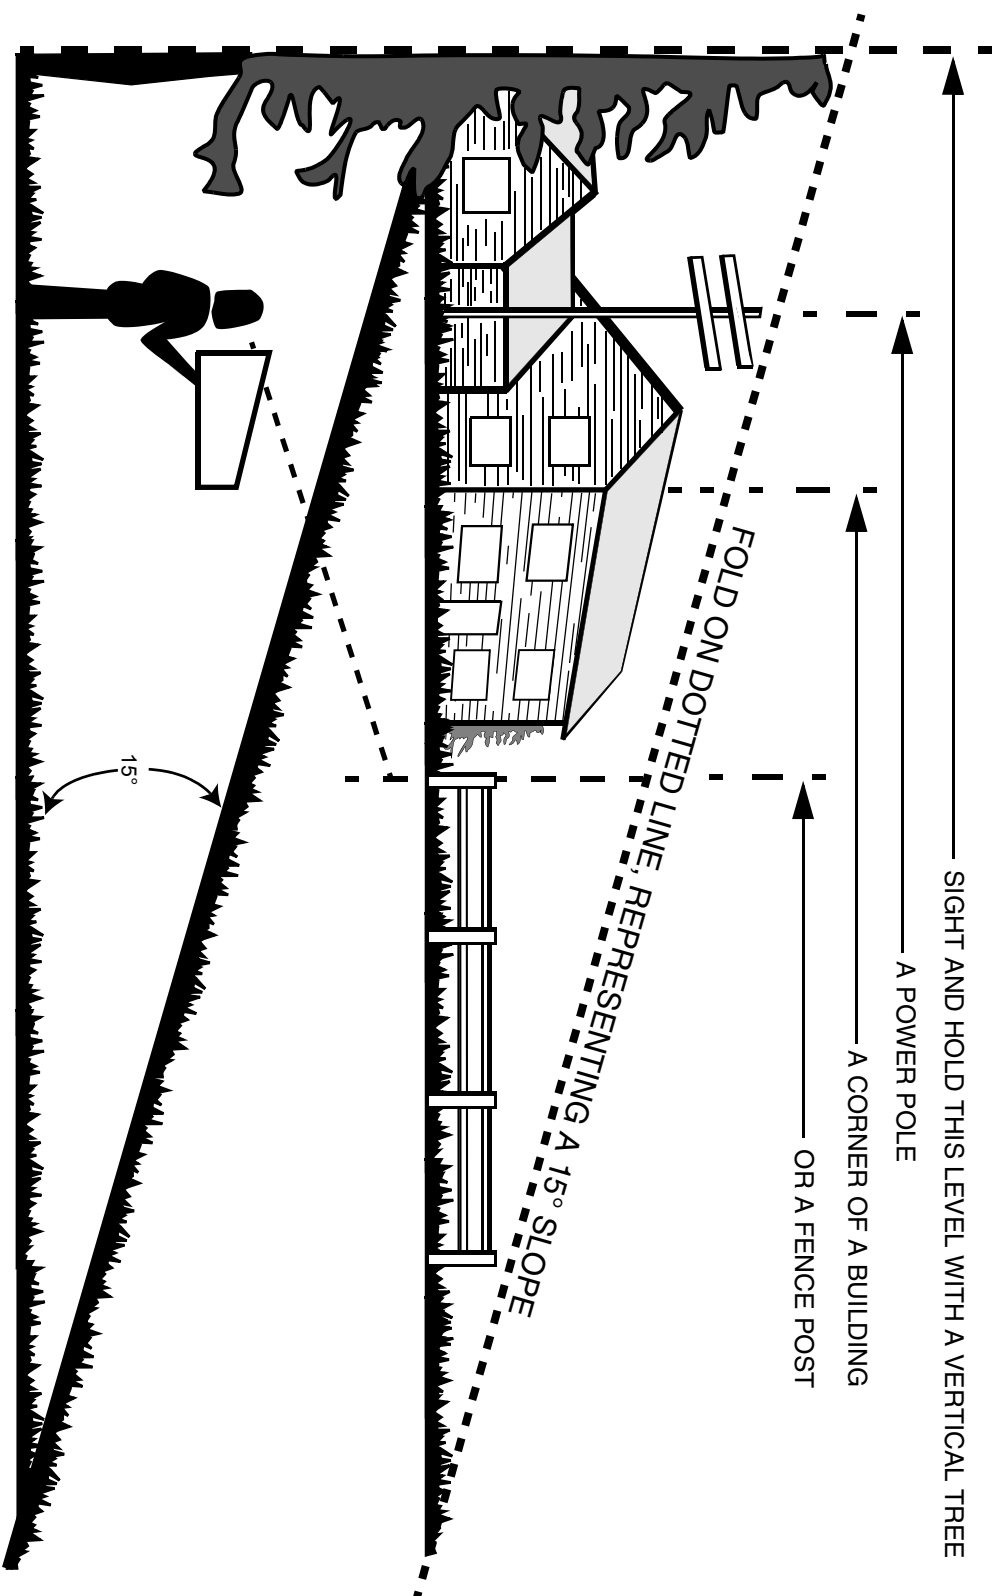 SIGHT AND HOLD THIS LEVEL WITH A VERTICAL TREE
A POWER POLE
A CORNER OF A BUILDING
OR A FENCE POST
FOLD ON DOTTED LINE, REPRESENTING A 15° SLOPE
15°